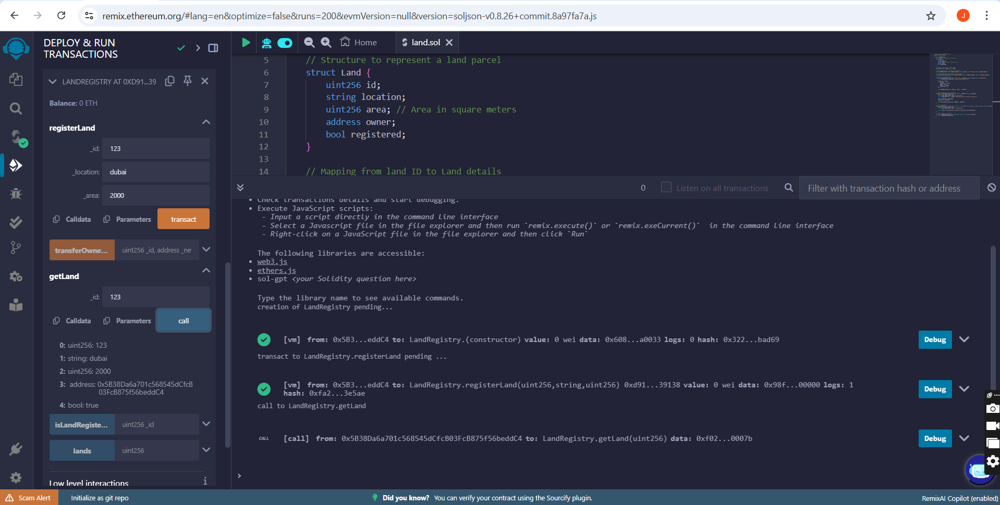 remix.ethereum.org/#lang=en&optimize=false&runs=200&evmVersion=null&version=soljson-v0.8.26+commit.8a97fa7a.js
J
DEPLOY & RUN
TRANSACTIONS
LANDREGISTRY AT 0XD91...39
Balance: 0 ETH
registerLand
_id: 123
_location: dubai
_area: 2000
Calldata Parameters transact
transferOwne... uint256 _id, address _ne
getLand
_id: 123
Calldata Parameters call
0: uint256: 123
1: string: dubai
2: uint256: 2000
3: address: 0x5B38Da6a701c568545dCfcB
03FcB875f56beddC4
4: bool: true
isLandRegiste... uint256 _id
lands uint256
Low level interactions
i
Home land.sol
5 // Structure to represent a land parcel
6 struct Land {
7 uint256 id;
8 string location;
9 uint256 area; // Area in square meters
10 address owner;
11 bool registered;
12 }
13
14 // Mapping from land ID to Land details
0 Listen on all transactions Filter with transaction hash or address
• Check transactions details and start debugging.
• Execute JavaScript scripts:
- Input a script directly in the command line interface
- Select a Javascript file in the file explorer and then run `remix.execute()` or `remix.exeCurrent()` in the command line interface
- Right-click on a JavaScript file in the file explorer and then click `Run`
The following libraries are accessible:
• web3.js
• ethers.js
• sol-gpt <your Solidity question here>
Type the library name to see available commands.
creation of LandRegistry pending...
[vm] from: 0x5B3...eddC4 to: LandRegistry.(constructor) value: 0 wei data: 0x608...a0033 logs: 0 hash: 0x322...bad69 Debug
transact to LandRegistry.registerLand pending ...
[vm] from: 0x5B3...eddC4 to: LandRegistry.registerLand(uint256,string,uint256) 0xd91...39138 value: 0 wei data: 0x98f...00000 logs: 1
hash: 0xfa2...3e5ae Debug
call to LandRegistry.getLand
CALL [call] from: 0x5B38Da6a701c568545dCfcB03FcB875f56beddC4 to: LandRegistry.getLand(uint256) data: 0xf02...0007b Debug
>
Scam Alert Initialize as git repo Did you know? You can verify your contract using the Sourcify plugin. RemixAI Copilot (enabled)